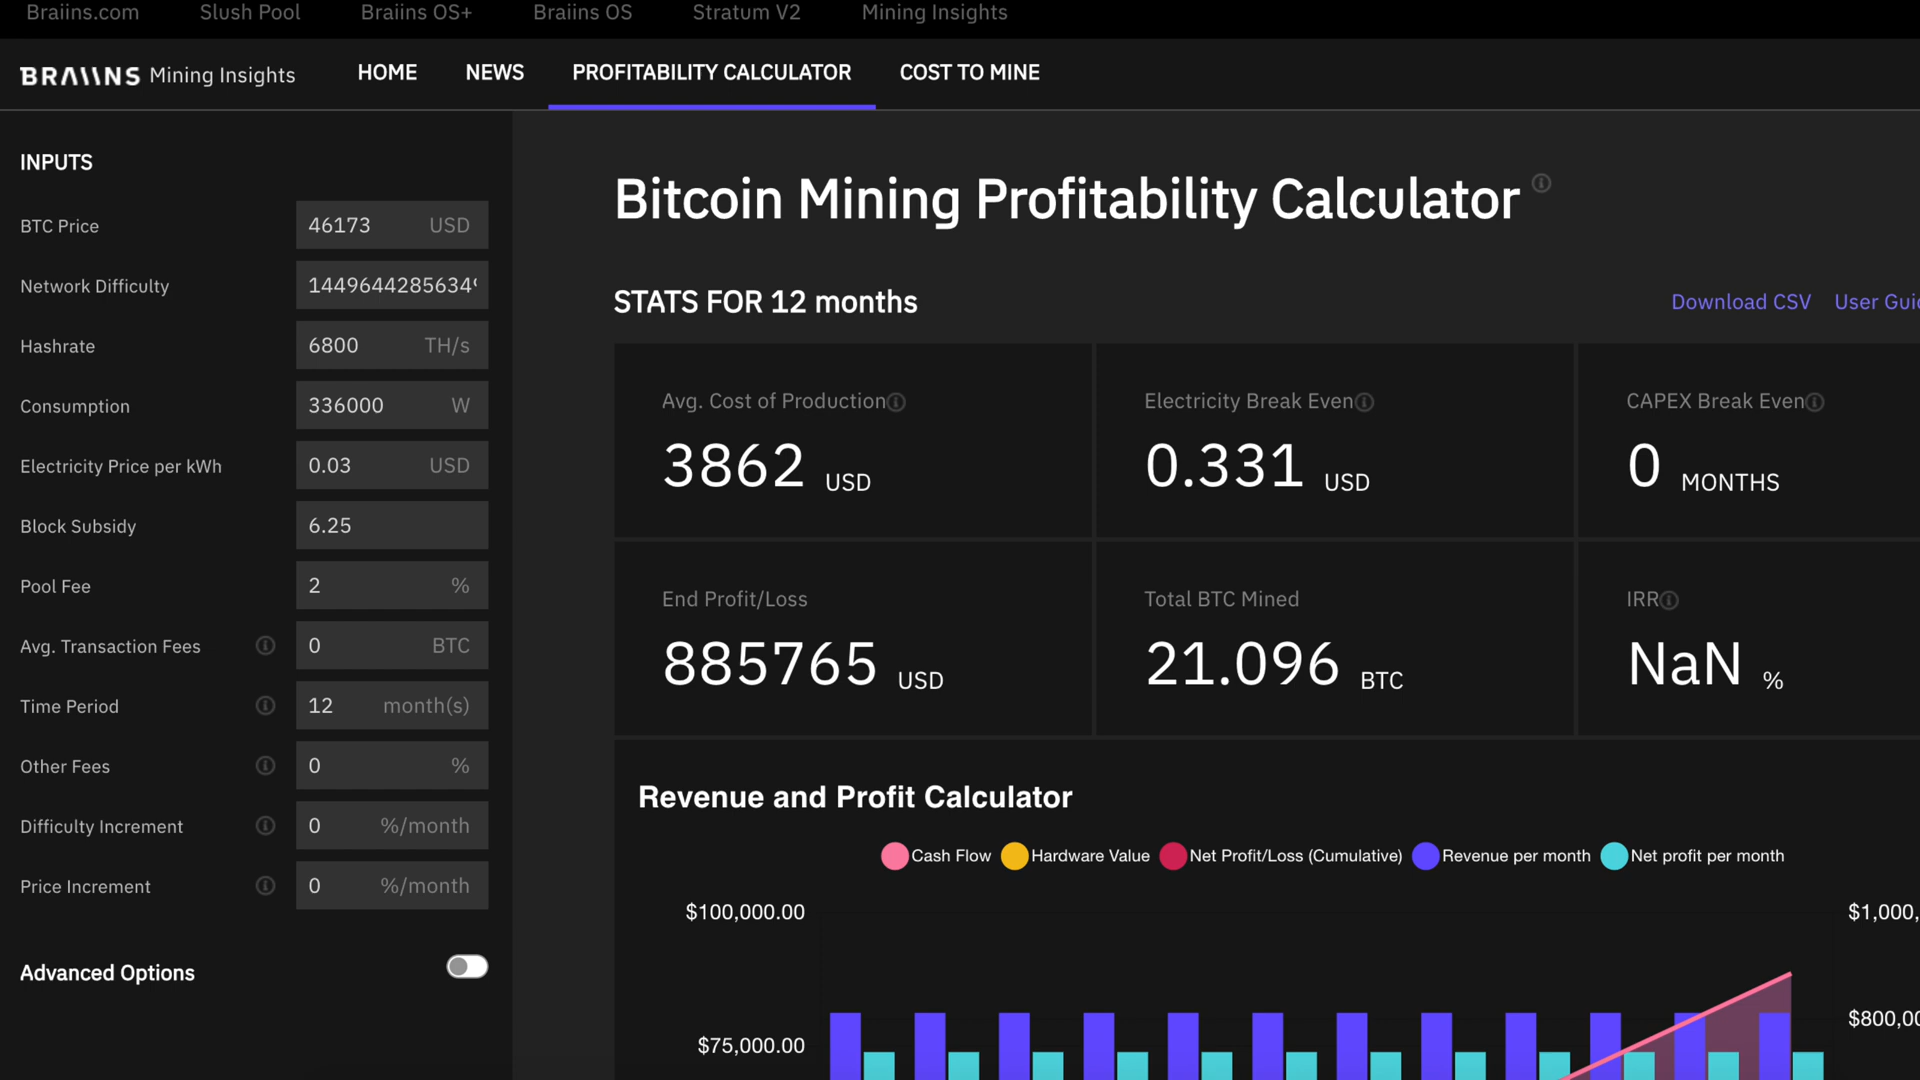 Braiins.com Slush Pool Braiins OS+ Braiins OS Stratum V2 Mining Insights
BRAIINS Mining Insights HOME NEWS PROFITABILITY CALCULATOR COST TO MINE
INPUTS
BTC Price 46173 USD
Network Difficulty 1449644285634
Hashrate 6800 TH/s
Consumption 336000 W
Electricity Price per kWh 0.03 USD
Block Subsidy 6.25
Pool Fee 2 %
Avg. Transaction Fees 0 BTC
Time Period 12 month(s)
Other Fees 0 %
Difficulty Increment 0 %/month
Price Increment 0 %/month
Advanced Options
Bitcoin Mining Profitability Calculator
STATS FOR 12 months
Download CSV User Gui
Avg. Cost of Production
3862 USD
Electricity Break Even
0.331 USD
CAPEX Break Even
0 MONTHS
End Profit/Loss
885765 USD
Total BTC Mined
21.096 BTC
IRR
NaN %
Revenue and Profit Calculator
Cash Flow Hardware Value Net Profit/Loss (Cumulative) Revenue per month Net profit per month
$100,000.00 $1,000,
$800,00
$75,000.00